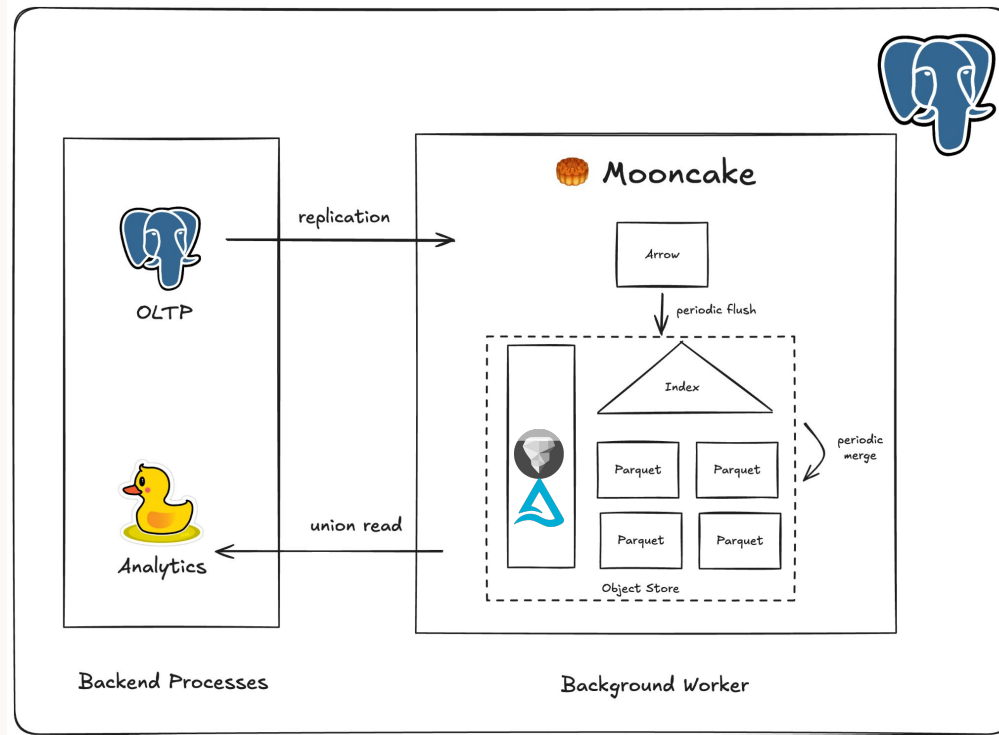 Mooncake
replication
Arrow
OLTP
periodic flush
Index
periodic
merge
Parquet
Parquet
union read
Parquet
Parquet
Analytics
Object Store
Backend Processes
Background Worker